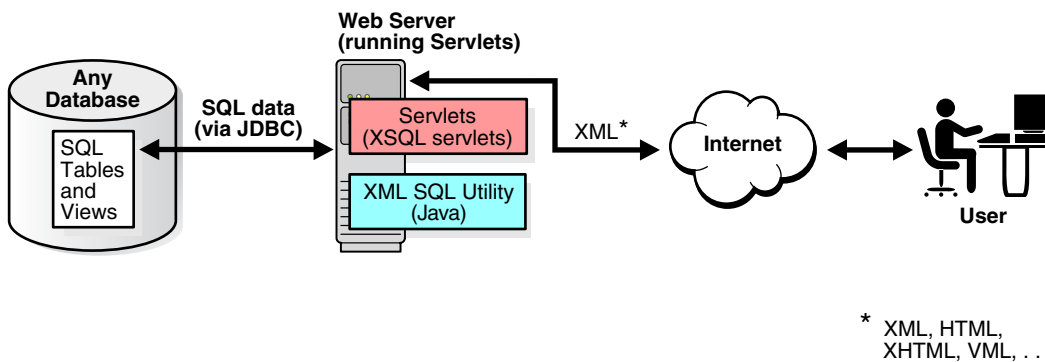 Web Server
(running Servlets)
Any
Database
SQL data
(via JDBC)
SQL
Tables
and
Views
Servlets
(XSQL servlets)
XML SQL Utility
(Java)
XML*
Internet
User
* XML, HTML,
XHTML, VML, . .